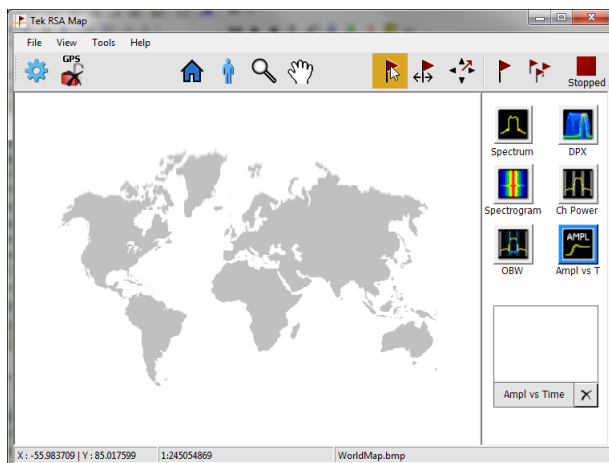 Tek RSA Map
File View Tools Help
GPS
Stopped
Spectrum DPX
Spectrogram Ch Power
AMPL
OBW Ampl vs T
Ampl vs Time
X : -55.983709 | Y : 85.017599 1:245054869 WorldMap.bmp